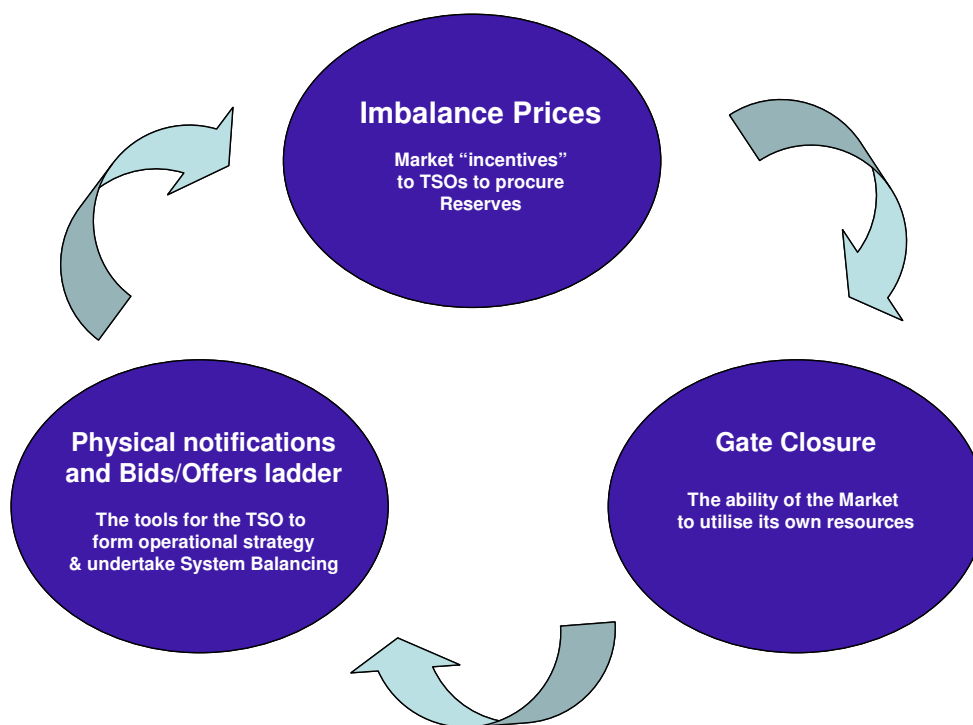 Imbalance Prices
Market “incentives”
to TSOs to procure
Reserves
Physical notifications
and Bids/Offers ladder
The tools for the TSO to
form operational strategy
& undertake System Balancing
Gate Closure
The ability of the Market
to utilise its own resources